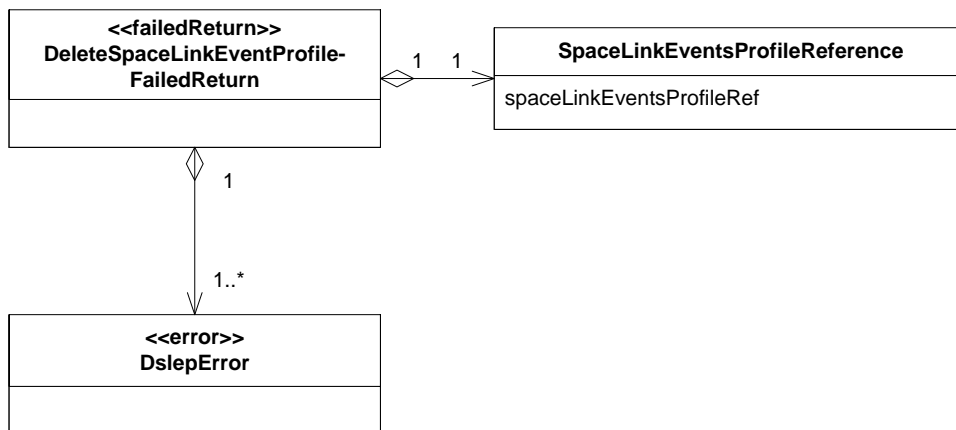 <<failedReturn>>
DeleteSpaceLinkEventProfile-
FailedReturn
SpaceLinkEventsProfileReference
spaceLinkEventsProfileRef
1
1
1
1..*
<<error>>
DslepError